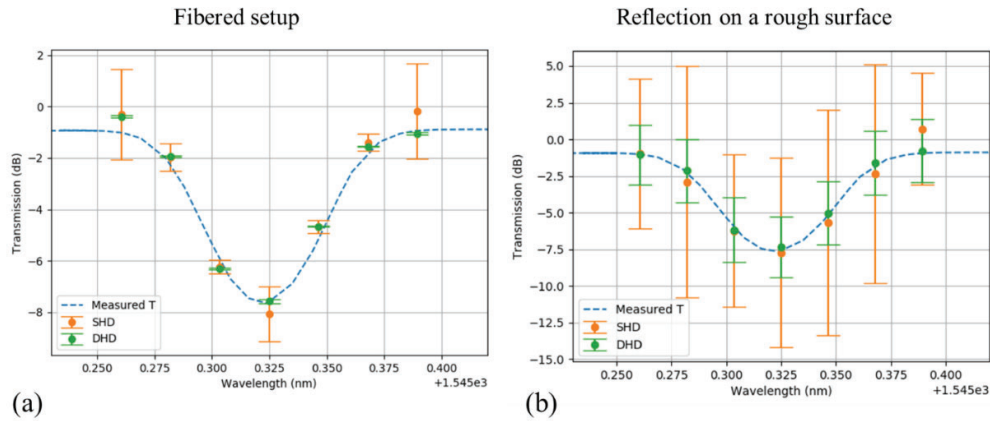 Fibered setup
Reflection on a rough surface
2
0
−2
−4
−6
−8
Transmission (dB)
Measured T
SHD
DHD
0.250 0.275 0.300 0.325 0.350 0.375 0.400
Wavelength (nm)
+1.545e3
(a)
5.0
2.5
0.0
−2.5
−5.0
−7.5
−10.0
−12.5
−15.0
Transmission (dB)
Measured T
SHD
DHD
0.250 0.275 0.300 0.325 0.350 0.375 0.400
Wavelength (nm)
+1.545e3
(b)